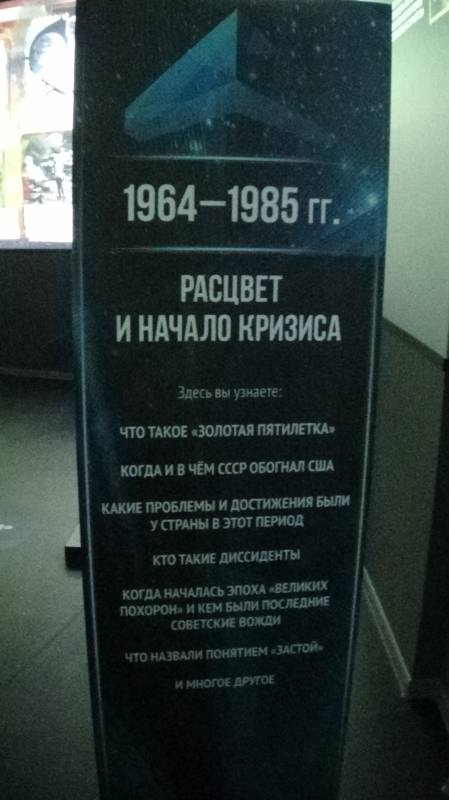 1964–1985 гг.
РАСЦВЕТ
И НАЧАЛО КРИЗИСА
Здесь вы узнаете:
ЧТО ТАКОЕ «ЗОЛОТАЯ ПЯТИЛЕТКА»
КОГДА И В ЧЁМ СССР ОБОГНАЛ США
КАКИЕ ПРОБЛЕМЫ И ДОСТИЖЕНИЯ БЫЛИ
У СТРАНЫ В ЭТОТ ПЕРИОД
КТО ТАКИЕ ДИССИДЕНТЫ
КОГДА НАЧАЛАСЬ ЭПОХА «ВЕЛИКИХ
ПОХОРОН» И КЕМ БЫЛИ ПОСЛЕДНИЕ
СОВЕТСКИЕ ВОЖДИ
ЧТО НАЗВАЛИ ПОНЯТИЕМ «ЗАСТОЙ»
И МНОГОЕ ДРУГОЕ